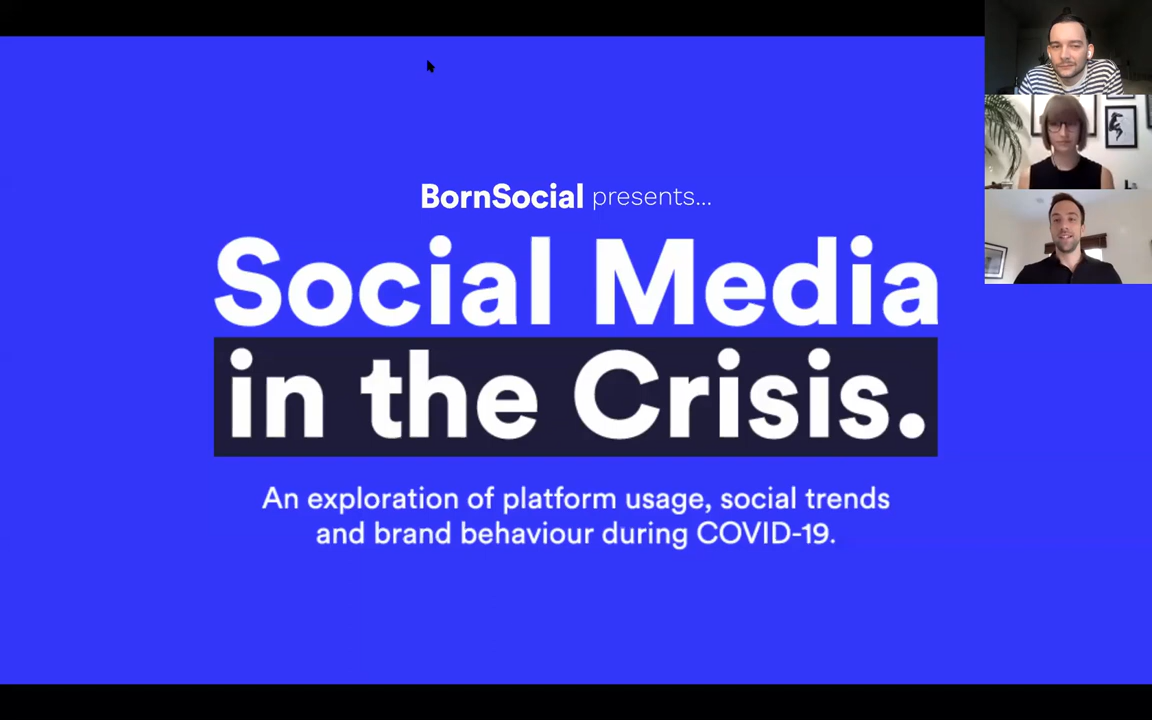 BornSocial presents...
Social Media
in the Crisis.
An exploration of platform usage, social trends
and brand behaviour during COVID-19.